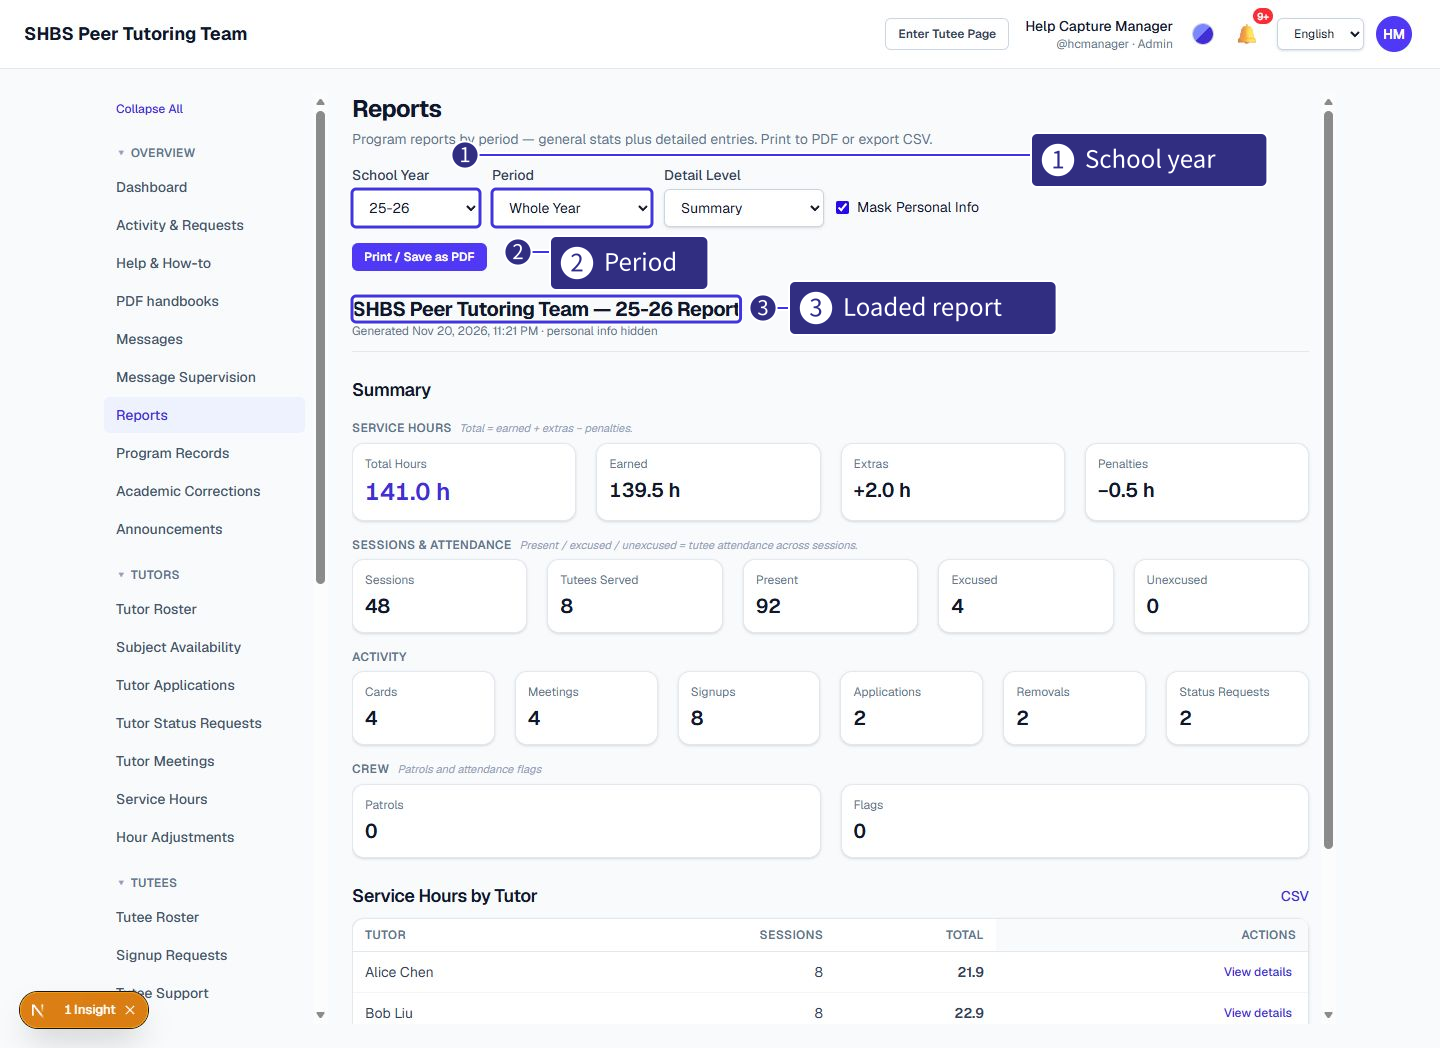 SHBS Peer Tutoring Team
Enter Tutee Page
Help Capture Manager
@hcmanager · Admin
9+
English
HM
Collapse All
OVERVIEW
Dashboard
Activity & Requests
Help & How-to
PDF handbooks
Messages
Message Supervision
Reports
Program Records
Academic Corrections
Announcements
TUTORS
Tutor Roster
Subject Availability
Tutor Applications
Tutor Status Requests
Tutor Meetings
Service Hours
Hour Adjustments
TUTEES
Tutee Roster
Signup Requests
Tutee Support
1 Insight
Reports
Program reports by period — general stats plus detailed entries. Print to PDF or export CSV.
1
1 School year
School Year
Period
Detail Level
25-26
Whole Year
Summary
Mask Personal Info
Print / Save as PDF
2
2 Period
SHBS Peer Tutoring Team — 25-26 Report
3
3 Loaded report
Generated Nov 20, 2026, 11:21 PM · personal info hidden
Summary
SERVICE HOURS Total = earned + extras − penalties.
Total Hours
141.0 h
Earned
139.5 h
Extras
+2.0 h
Penalties
−0.5 h
SESSIONS & ATTENDANCE Present / excused / unexcused = tutee attendance across sessions.
Sessions
48
Tutees Served
8
Present
92
Excused
4
Unexcused
0
ACTIVITY
Cards
4
Meetings
4
Signups
8
Applications
2
Removals
2
Status Requests
2
CREW Patrols and attendance flags
Patrols
0
Flags
0
Service Hours by Tutor
CSV
TUTOR SESSIONS TOTAL ACTIONS
Alice Chen 8 21.9 View details
Bob Liu 8 22.9 View details